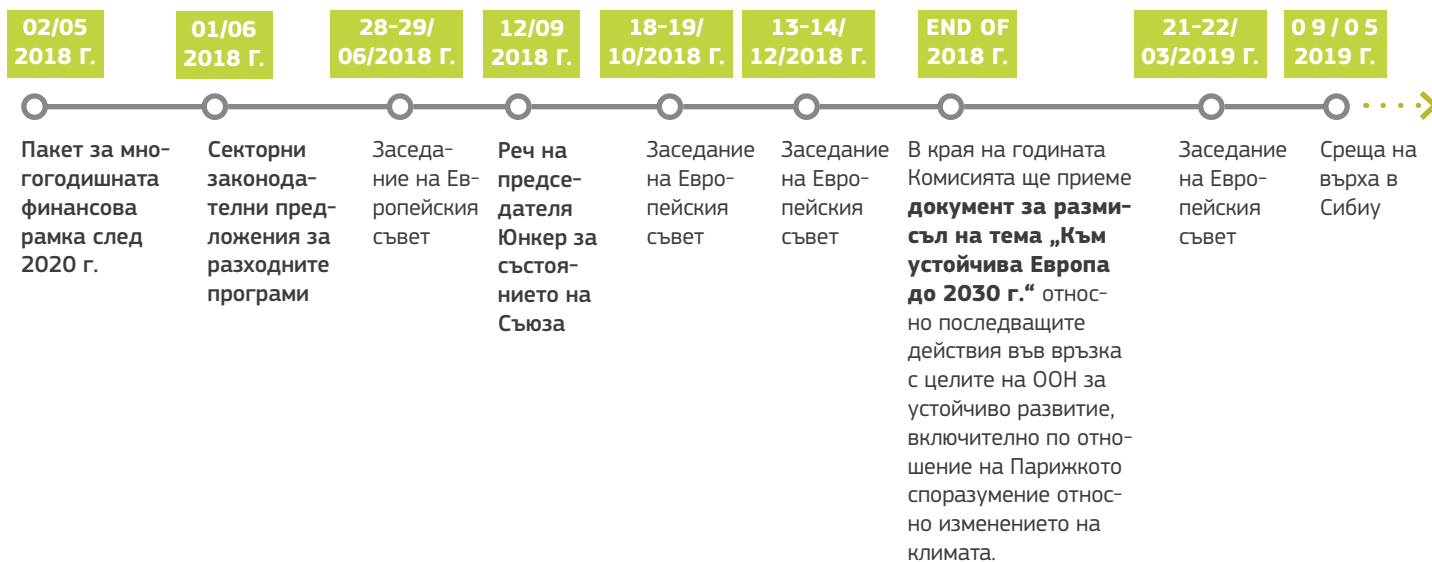 02/05
2018 Г.
Пакет за мно-
гогодишната
финансова
рамка след
2020 г.
01/06
2018 Г.
Секторни
законода-
телни пред-
ложения за
разходните
програми
28-29/
06/2018 Г.
Заседа-
ние на Ев-
ропейския
съвет
12/09
2018 Г.
Реч на
предсе-
дателя
Юнкер за
състоя-
нието на
Съюза
18-19/
10/2018 Г.
Заседание
на Евро-
пейския
съвет
13-14/
12/2018 Г.
Заседание
на Евро-
пейския
съвет
END OF
2018 Г.
В края на годината
Комисията ще приеме
документ за разми-
съл на тема „Към
устойчива Европа
до 2030 г.“ относ-
но последващите
действия във връзка
с целите на ООН за
устойчиво развитие,
включително по отно-
шение на Парижкото
споразумение относ-
но изменението на
климата.
21-22/
03/2019 Г.
Заседание
на Евро-
пейския
съвет
09/05
2019 Г.
Среща на
върха в
Сибиу